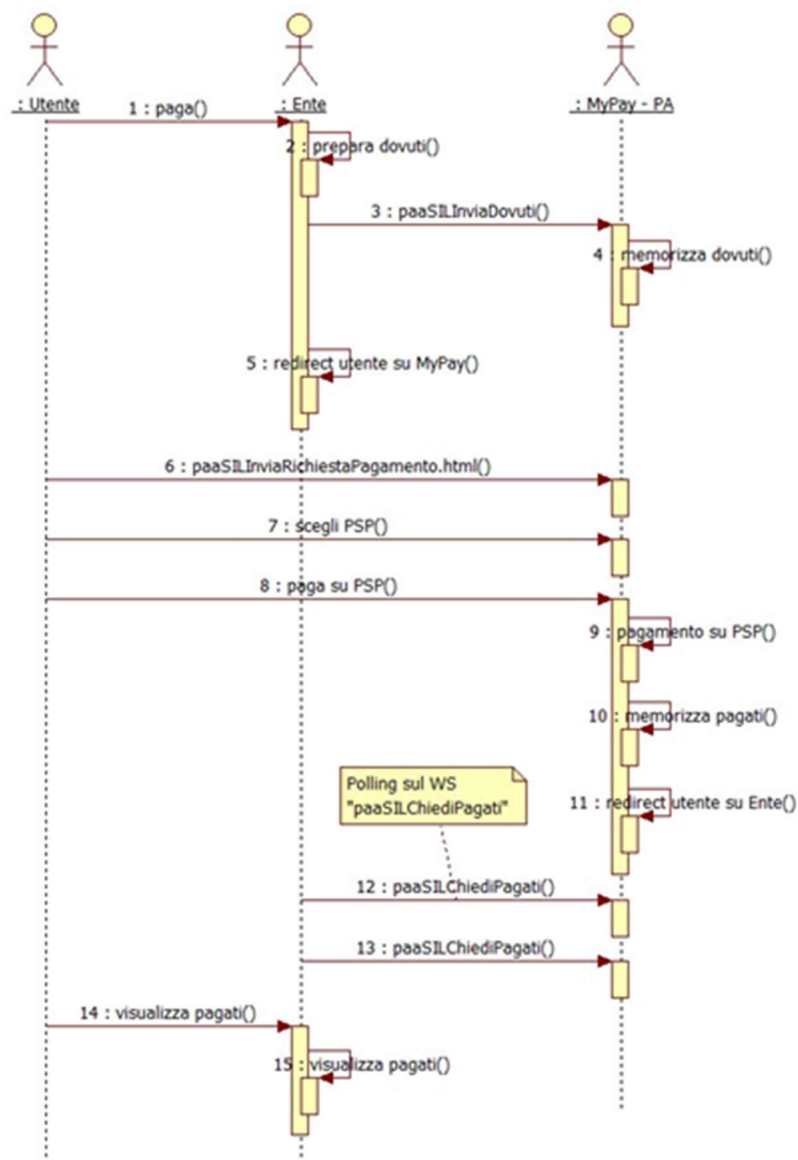 : Utente
: Ente
: MyPay - PA
1 : paga()
2 : prepara dovuti()
3 : paaSILInviaDovuti()
4 : memorizza dovuti()
5 : redirect utente su MyPay()
6 : paaSILInviaRichiestaPagamento.html()
7 : scegli PSP()
8 : paga su PSP()
9 : pagamento su PSP()
10 : memorizza pagati()
Polling sul WS
"paaSILChiediPagati"
11 : redirect utente su Ente()
12 : paaSILChiediPagati()
13 : paaSILChiediPagati()
14 : visualizza pagati()
15 : visualizza pagati()